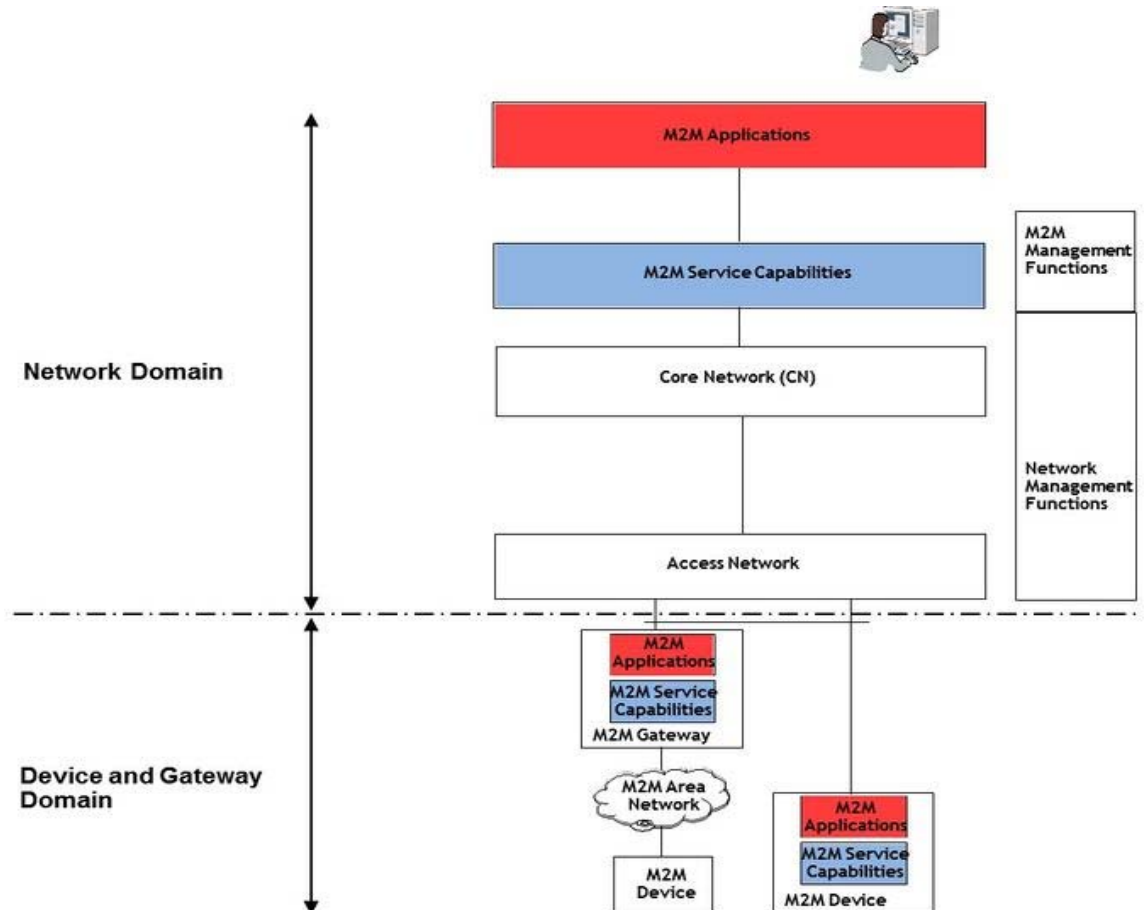 M2M Applications
M2M
Management
Functions
M2M Service Capabilities
Network Domain
Core Network (CN)
Network
Management
Functions
Access Network
M2M
Applications
M2M Service
Capabilities
M2M Gateway
Device and Gateway
Domain
M2M Area
Network
M2M
Device
M2M
Applications
M2M Service
Capabilities
M2M Device